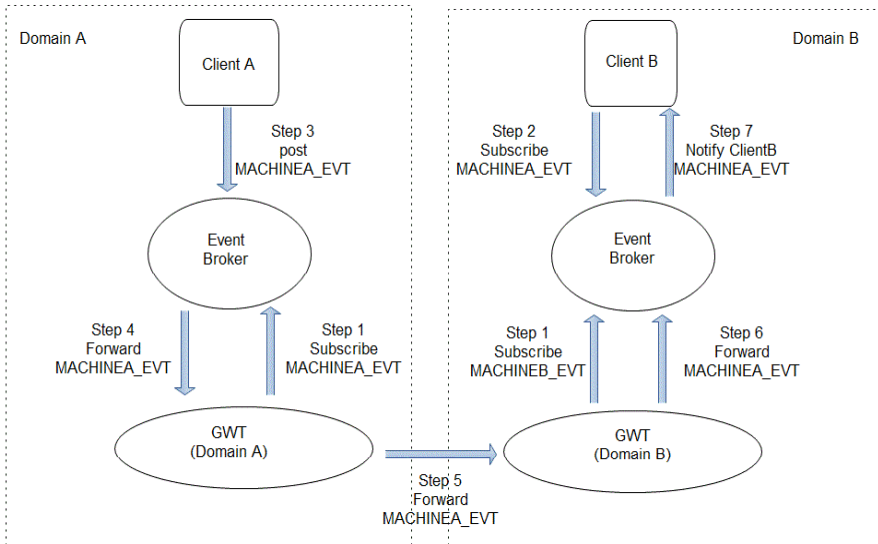 Domain A
Client A
Step 3
post
MACHINEA_EVT
Event
Broker
Step 4
Forward
MACHINEA_EVT
Step 1
Subscribe
MACHINEA_EVT
GWT
(Domain A)
Step 5
Forward
MACHINEA_EVT
Domain B
Client B
Step 2
Subscribe
MACHINEA_EVT
Step 7
Notify ClientB
MACHINEA_EVT
Event
Broker
Step 1
Subscribe
MACHINEB_EVT
Step 6
Forward
MACHINEA_EVT
GWT
(Domain B)